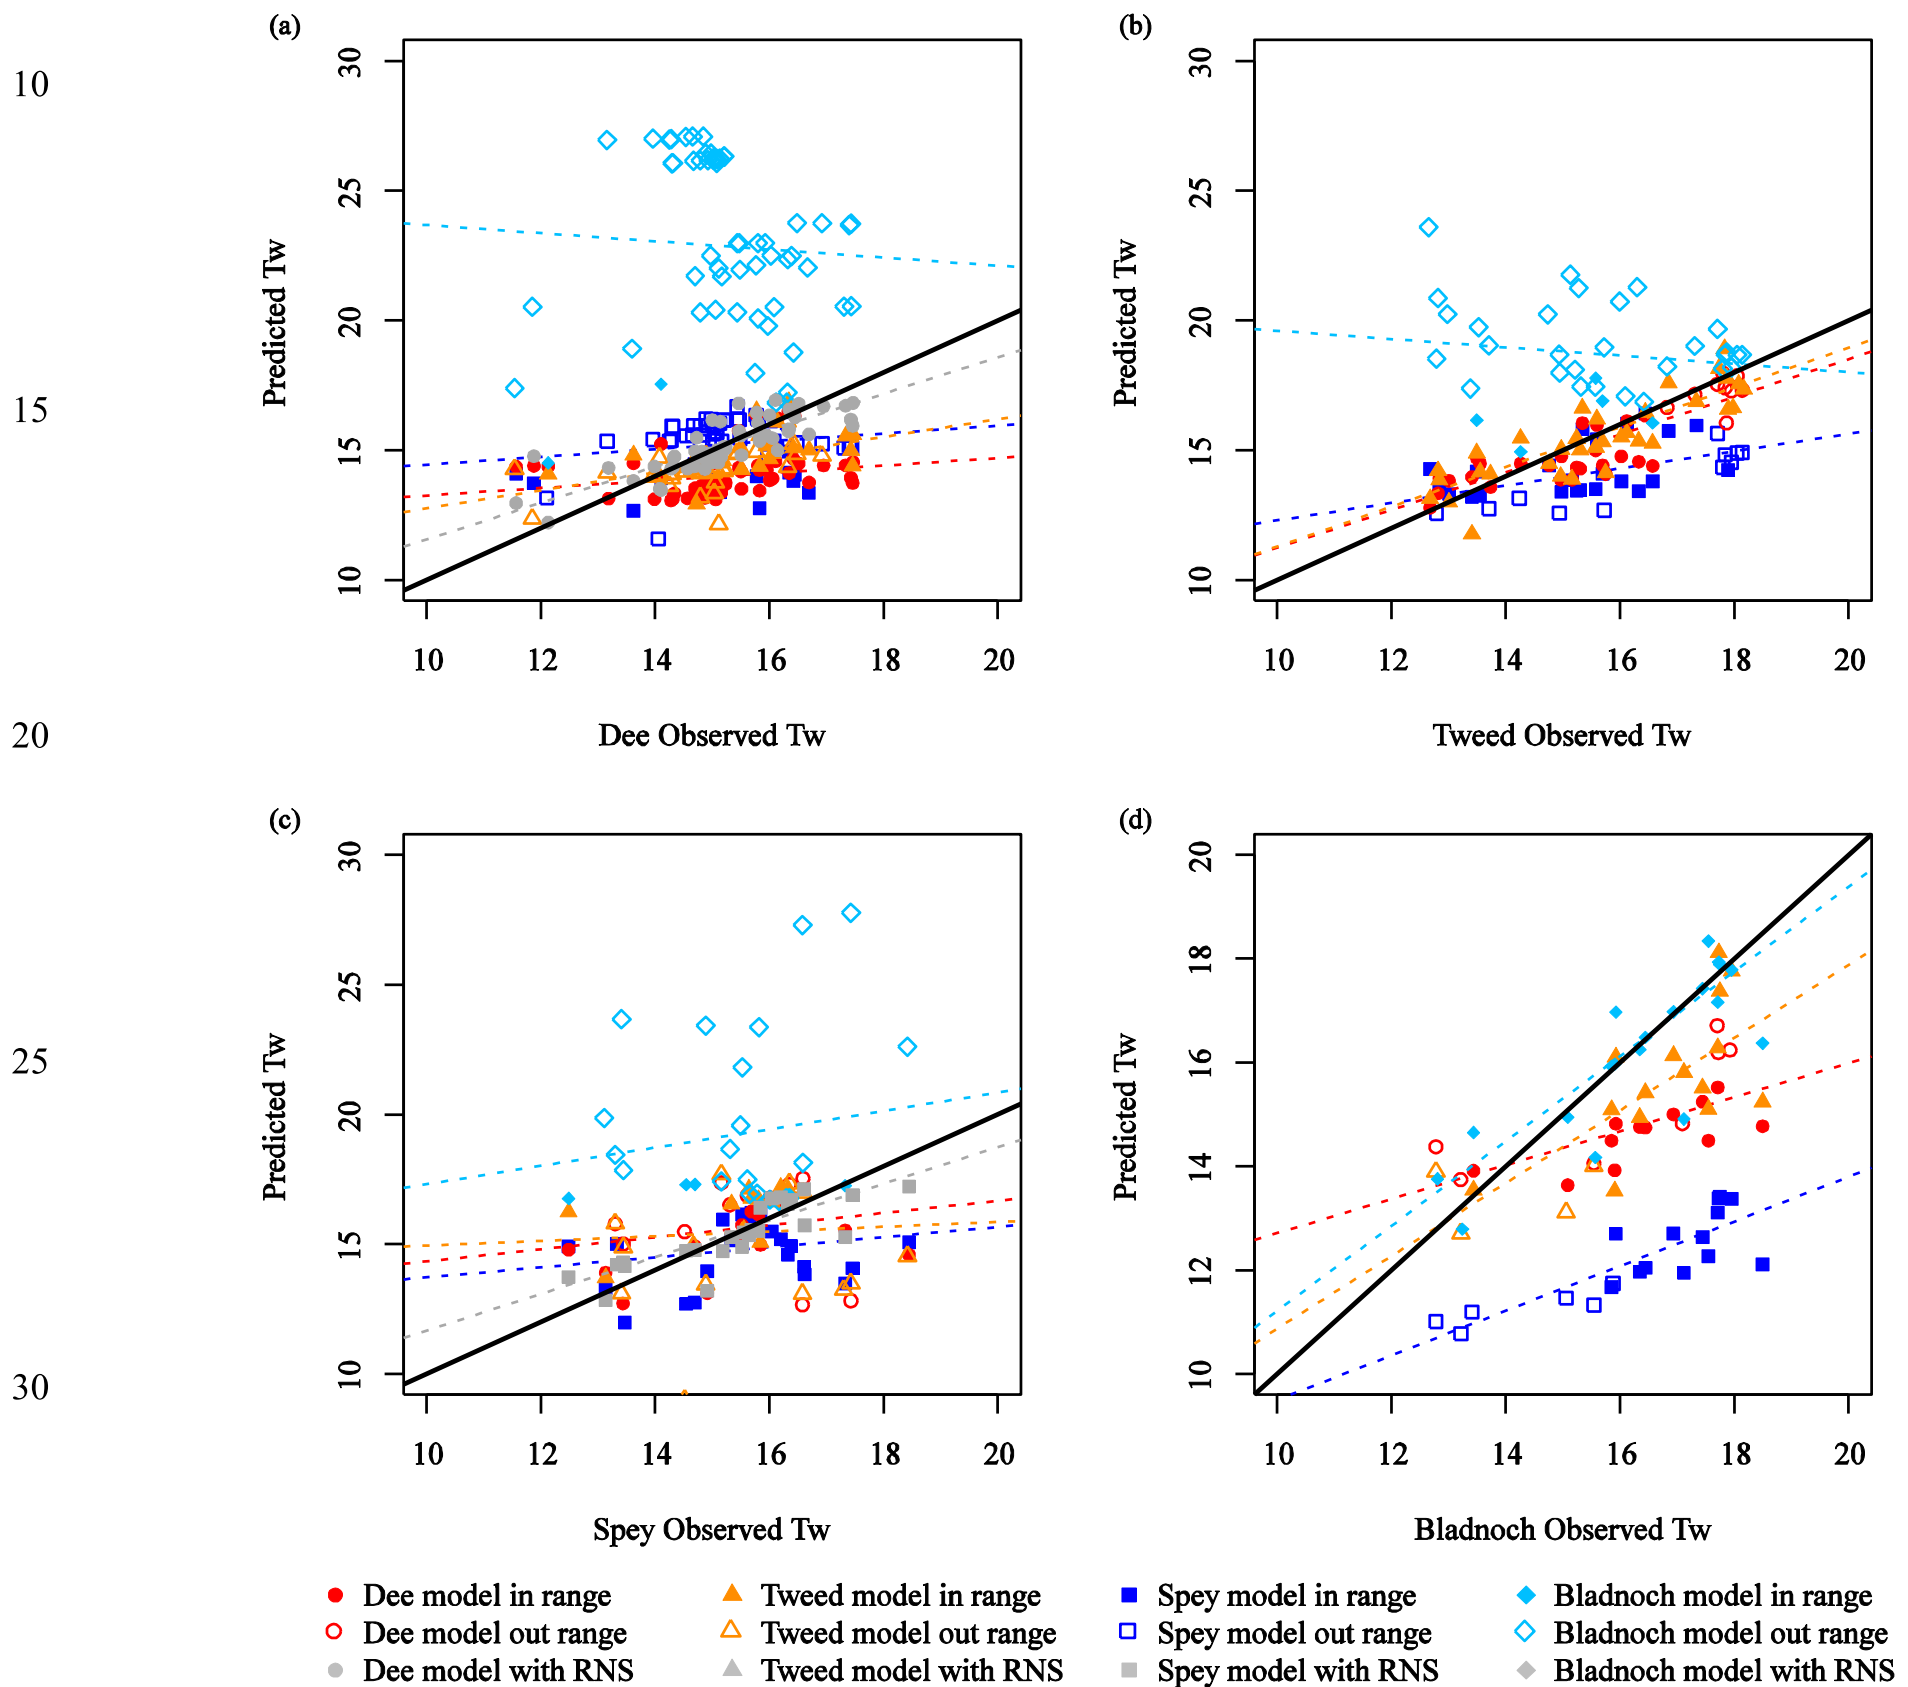 10
15
20
25
30
(a)
30
25
20
15
10
Predicted Tw
10 12 14 16 18 20
Dee Observed Tw
(b)
30
25
20
15
10
Predicted Tw
10 12 14 16 18 20
Tweed Observed Tw
(c)
30
25
20
15
10
Predicted Tw
10 12 14 16 18 20
Spey Observed Tw
(d)
20
18
16
14
12
10
Predicted Tw
10 12 14 16 18 20
Bladnoch Observed Tw
Dee model in range
Dee model out range
Dee model with RNS
Tweed model in range
Tweed model out range
Tweed model with RNS
Spey model in range
Spey model out range
Spey model with RNS
Bladnoch model in range
Bladnoch model out range
Bladnoch model with RNS